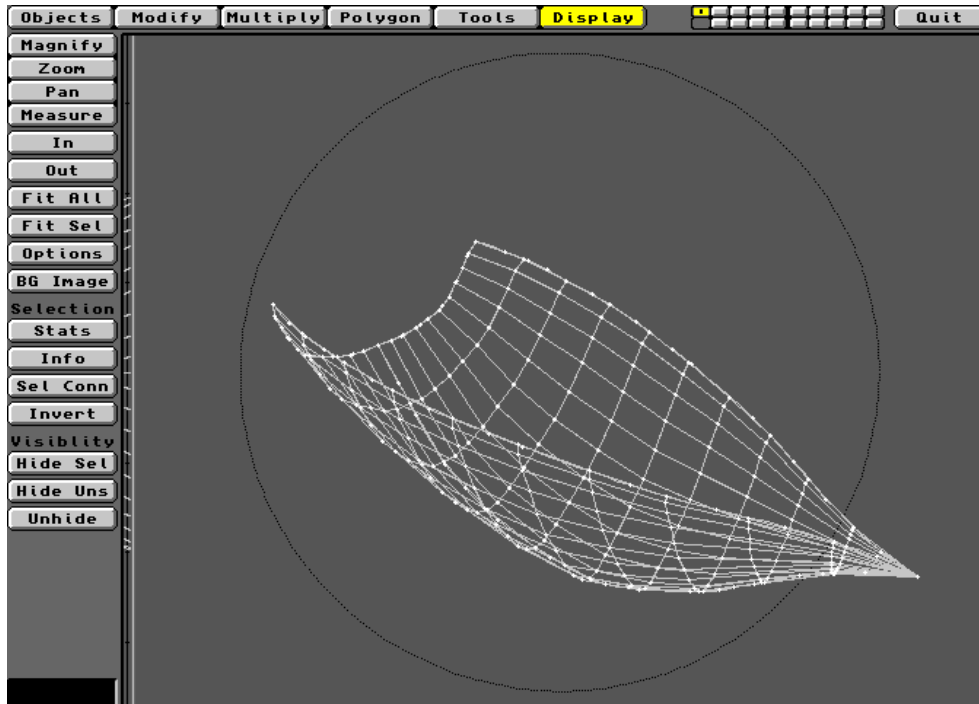 Objects Modify Multiply Polygon Tools Display Quit
Magnify
Zoom
Pan
Measure
In
Out
Fit All
Fit Sel
Options
BG Image
Selection
Stats
Info
Sel Conn
Invert
Visiblity
Hide Sel
Hide Uns
Unhide